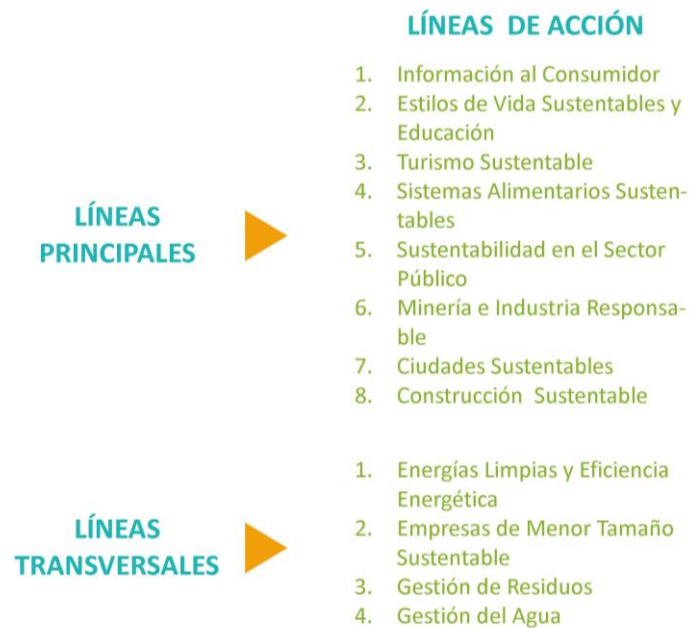 LÍNEAS DE ACCIÓN
LÍNEAS
PRINCIPALES
1. Información al Consumidor
2. Estilos de Vida Sustentables y
Educación
3. Turismo Sustentable
4. Sistemas Alimentarios Susten-
tables
5. Sustentabilidad en el Sector
Público
6. Minería e Industria Responsa-
ble
7. Ciudades Sustentables
8. Construcción Sustentable
LÍNEAS
TRANSVERSALES
1. Energías Limpias y Eficiencia
Energética
2. Empresas de Menor Tamaño
Sustentable
3. Gestión de Residuos
4. Gestión del Agua